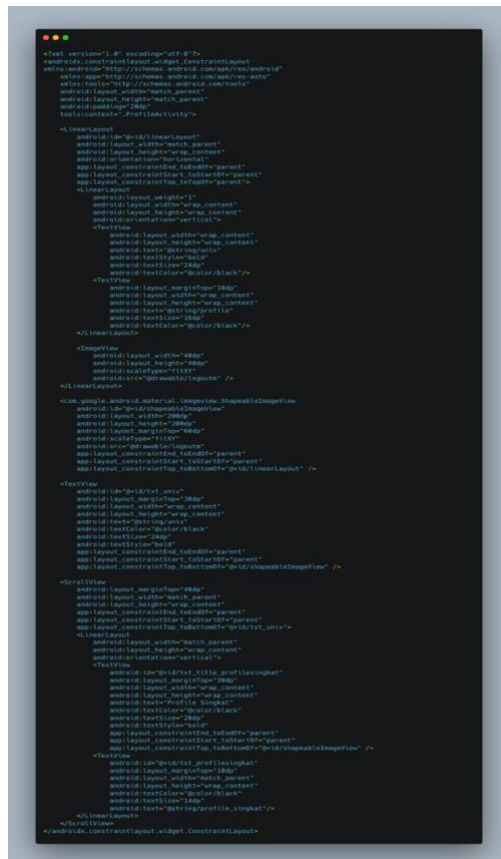 <?xml version="1.0" encoding="utf-8"?>
<androidx.constraintlayout.widget.ConstraintLayout
xmlns:android="http://schemas.android.com/apk/res/android"
xmlns:app="http://schemas.android.com/apk/res-auto"
xmlns:tools="http://schemas.android.com/tools"
android:layout_width="match_parent"
android:layout_height="match_parent"
android:padding="20dp"
tools:context=".ProfileActivity">
<LinearLayout
android:id="@+id/linearLayout"
android:layout_width="match_parent"
android:layout_height="wrap_content"
android:orientation="horizontal"
app:layout_constraintEnd_toEndOf="parent"
app:layout_constraintStart_toStartOf="parent"
app:layout_constraintTop_toTopOf="parent">
<LinearLayout
android:layout_weight="1"
android:layout_width="wrap_content"
android:layout_height="wrap_content"
android:orientation="vertical">
<TextView
android:layout_width="wrap_content"
android:layout_height="wrap_content"
android:text="@string/univ"
android:textStyle="bold"
android:textSize="24dp"
android:textColor="@color/black"/>
<TextView
android:layout_marginTop="10dp"
android:layout_width="wrap_content"
android:layout_height="wrap_content"
android:text="@string/profile"
android:textSize="16dp"
android:textColor="@color/black"/>
</LinearLayout>
<ImageView
android:layout_width="40dp"
android:layout_height="40dp"
android:scaleType="fitXY"
android:src="@drawable/logoutm" />
</LinearLayout>
<com.google.android.material.imageview.ShapeableImageView
android:id="@+id/shapeableImageView"
android:layout_width="200dp"
android:layout_height="200dp"
android:layout_marginTop="60dp"
android:scaleType="fitXY"
android:src="@drawable/logoutm"
app:layout_constraintEnd_toEndOf="parent"
app:layout_constraintStart_toStartOf="parent"
app:layout_constraintTop_toBottomOf="@+id/linearLayout" />
<TextView
android:id="@+id/txt_univ"
android:layout_marginTop="30dp"
android:layout_width="wrap_content"
android:layout_height="wrap_content"
android:text="@string/univ"
android:textColor="@color/black"
android:textSize="24dp"
android:textStyle="bold"
app:layout_constraintEnd_toEndOf="parent"
app:layout_constraintStart_toStartOf="parent"
app:layout_constraintTop_toBottomOf="@+id/shapeableImageView" />
<ScrollView
android:layout_marginTop="40dp"
android:layout_width="match_parent"
android:layout_height="wrap_content"
app:layout_constraintEnd_toEndOf="parent"
app:layout_constraintStart_toStartOf="parent"
app:layout_constraintTop_toBottomOf="@+id/txt_univ">
<LinearLayout
android:layout_width="match_parent"
android:layout_height="wrap_content"
android:orientation="vertical">
<TextView
android:id="@+id/txt_title_profilesingkat"
android:layout_marginTop="20dp"
android:layout_width="wrap_content"
android:layout_height="wrap_content"
android:text="Profile Singkat"
android:textColor="@color/black"
android:textSize="20dp"
android:textStyle="bold"
app:layout_constraintEnd_toEndOf="parent"
app:layout_constraintStart_toStartOf="parent"
app:layout_constraintTop_toBottomOf="@+id/shapeableImageView" />
<TextView
android:id="@+id/txt_profilesingkat"
android:layout_marginTop="10dp"
android:layout_width="match_parent"
android:layout_height="wrap_content"
android:textColor="@color/black"
android:textSize="14dp"
android:text="@string/profile_singkat"/>
</LinearLayout>
</ScrollView>
</androidx.constraintlayout.widget.ConstraintLayout>